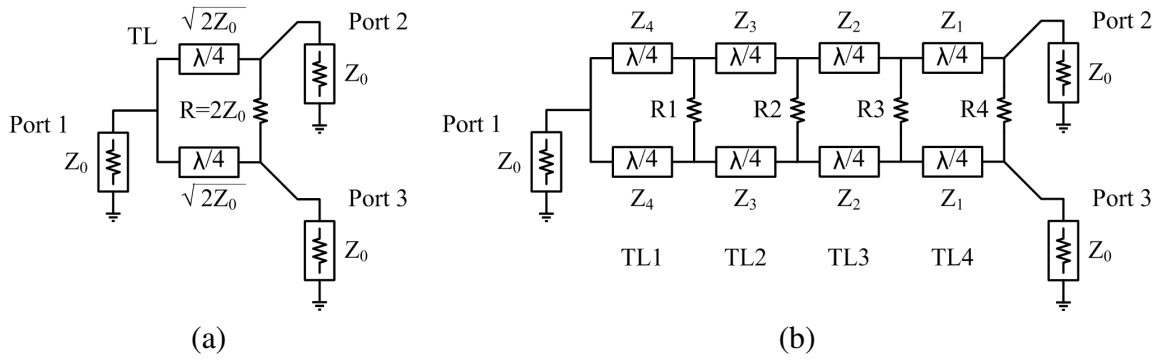 √2Z₀
TL
λ/4
Port 2
Z₀
R=2Z₀
Port 1
Z₀
λ/4
√2Z₀
Port 3
Z₀
(a)
Z₄ Z₃ Z₂ Z₁
λ/4 λ/4 λ/4 λ/4
Port 2
Z₀
R1 R2 R3 R4
Port 1
Z₀
λ/4 λ/4 λ/4 λ/4
Z₄ Z₃ Z₂ Z₁
Port 3
TL1 TL2 TL3 TL4
Z₀
(b)